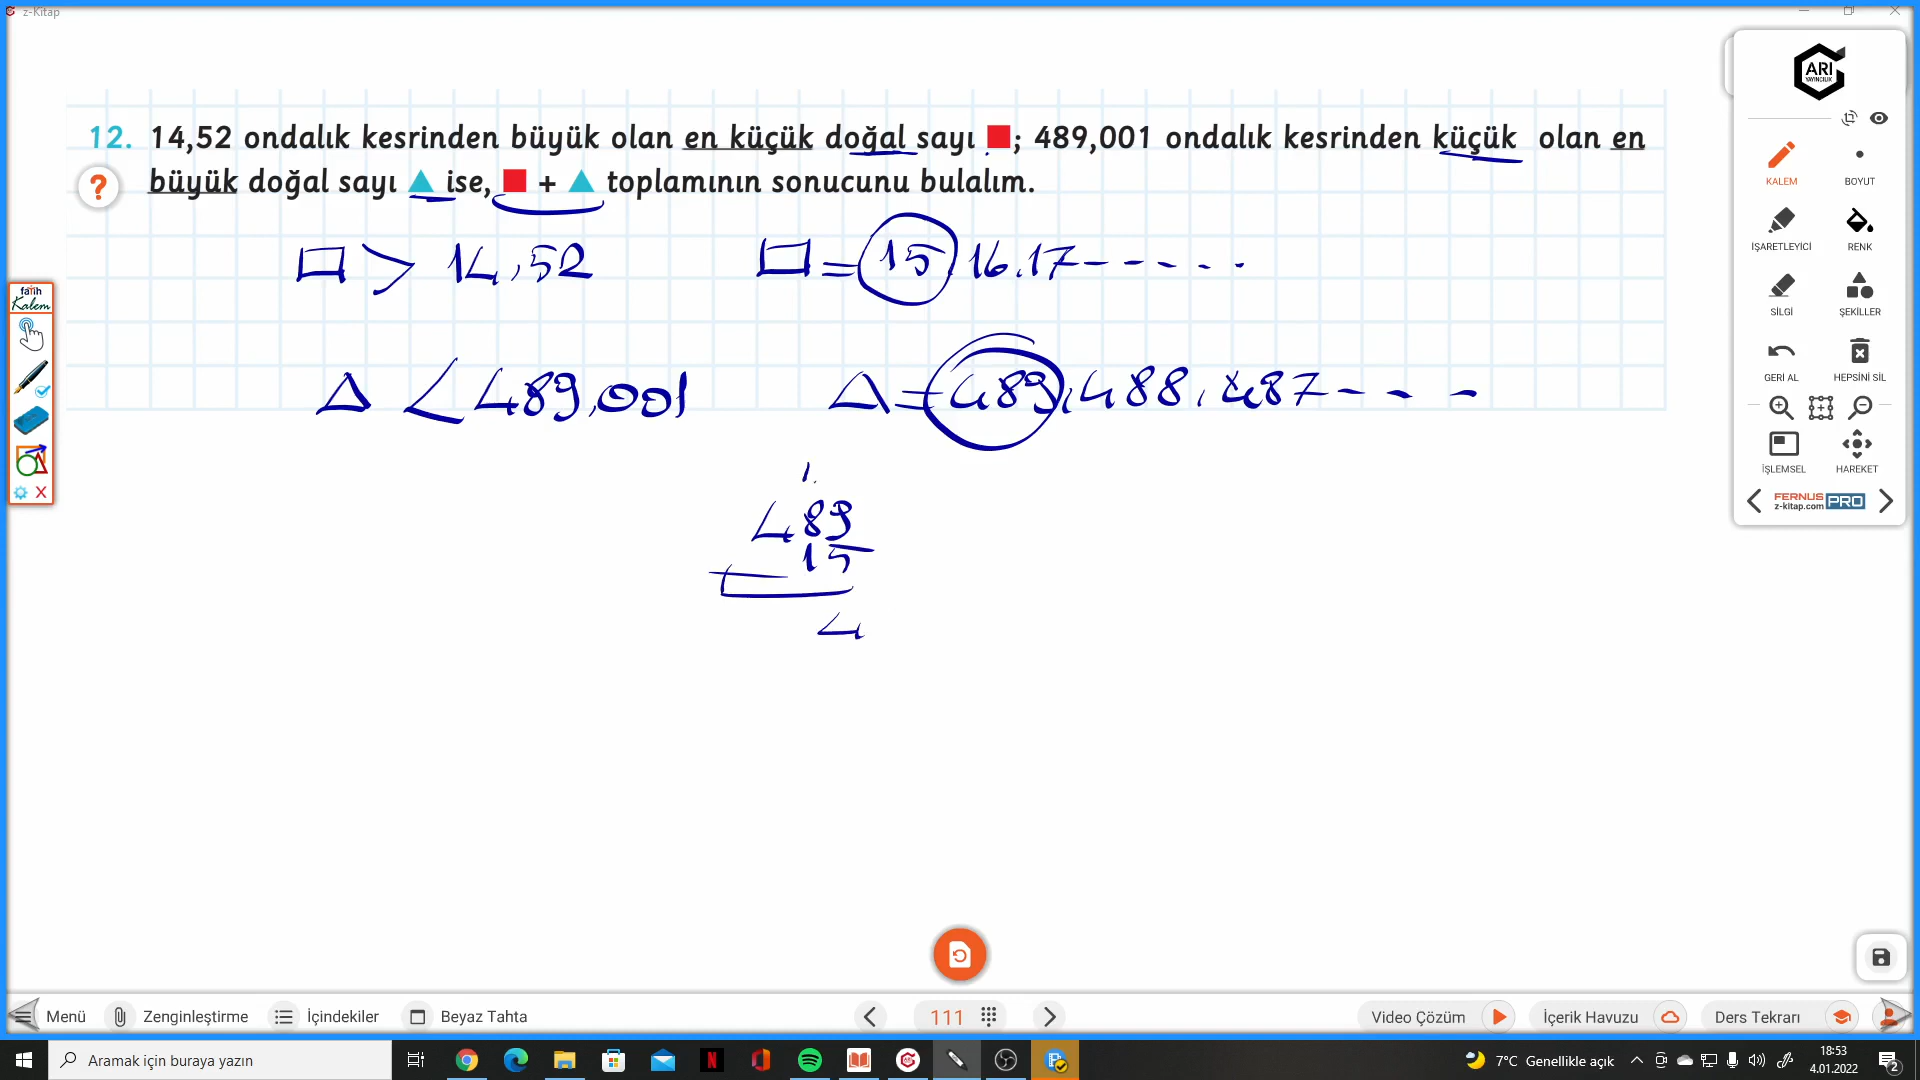 z-Kitap
12. 14,52 ondalık kesrinden büyük olan en küçük doğal sayı ■; 489,001 ondalık kesrinden küçük olan en
büyük doğal sayı ▲ ise, ■ + ▲ toplamının sonucunu bulalım.
□ > 14,52
□ = 15, 16, 17 - - - - - -
Δ < 489,001
Δ = 489, 488, 487 - - - -
1
489
15
4
fatih
Kalem
ARI
YAYINCILIK
KALEM
BOYUT
İŞARETLEYİCİ
RENK
SİLGİ
ŞEKİLLER
GERİ AL
HEPSİNİ SİL
İŞLEMSEL
HAREKET
FERNUS PRO
z-kitap.com
Menü
Zenginleştirme
İçindekiler
Beyaz Tahta
111
Video Çözüm
İçerik Havuzu
Ders Tekrarı
Aramak için buraya yazın
7°C Genellikle açık
18:53
4.01.2022
2